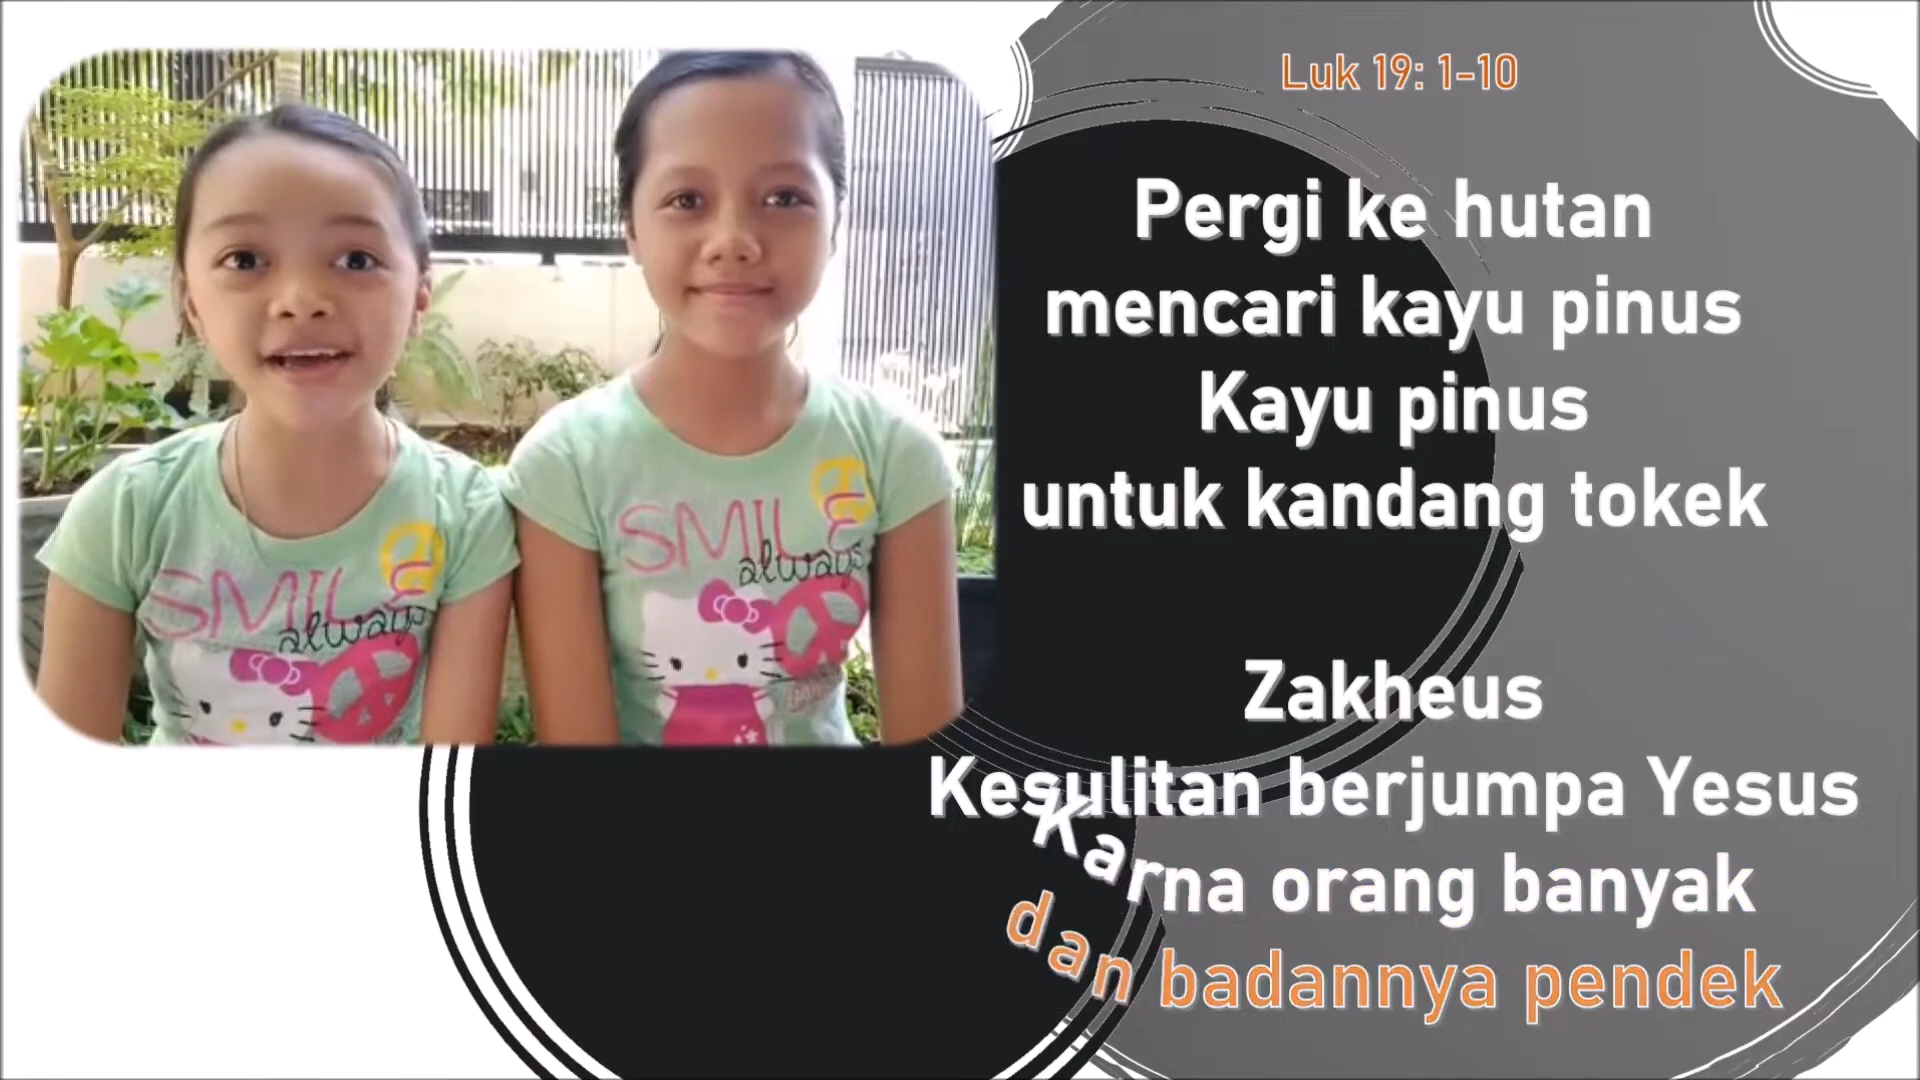 Luk 19: 1-10
Pergi ke hutan
mencari kayu pinus
Kayu pinus
untuk kandang tokek
Zakheus
Kesulitan berjumpa Yesus
Karna orang banyak
dan badannya pendek
SMILE
always
SMILE
always